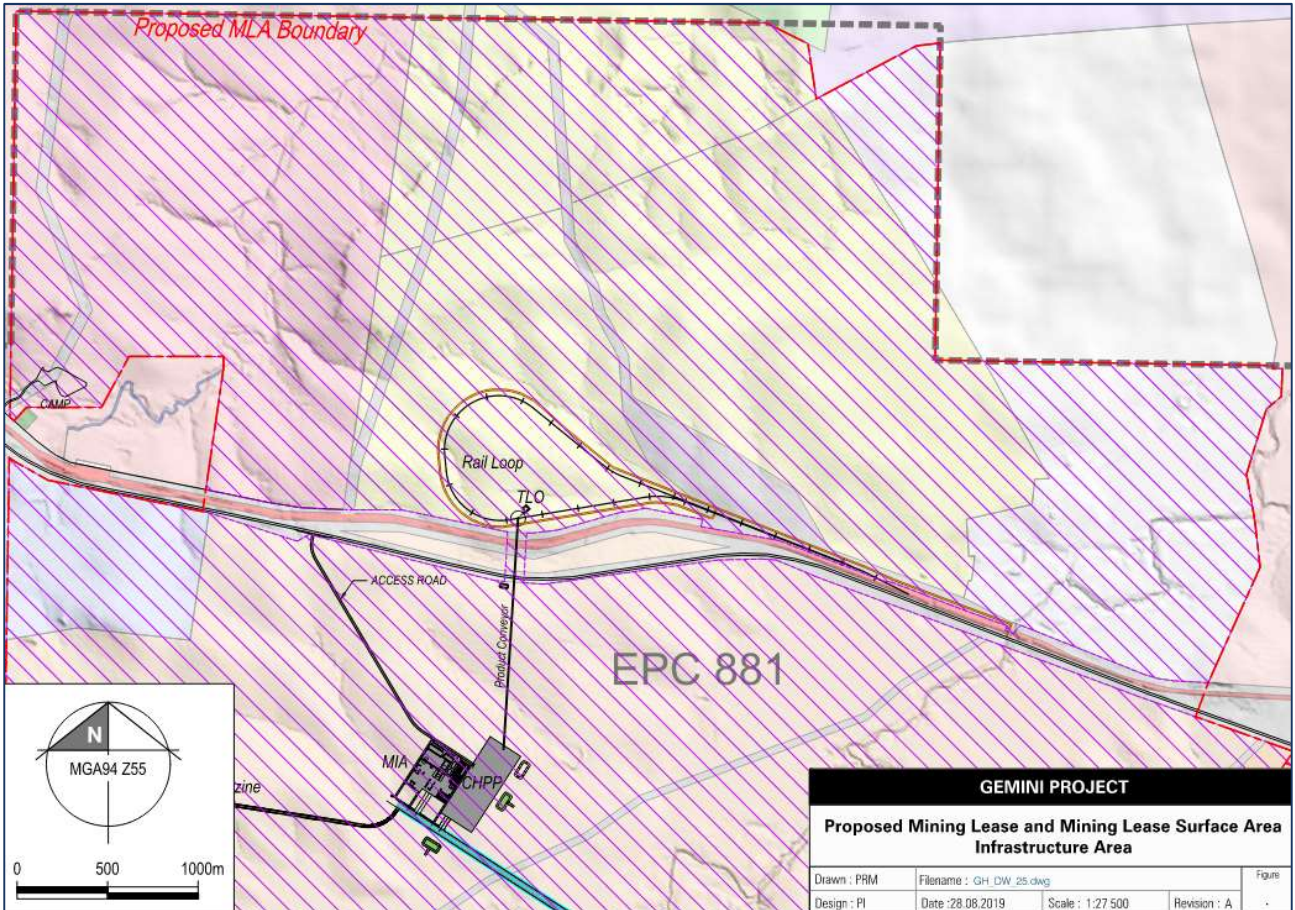 Proposed MLA Boundary
CAMP
Rail Loop
TLO
ACCESS ROAD
Product Conveyor
EPC 881
MIA
CHPP
zine
N
MGA94 Z55
0 500 1000m
GEMINI PROJECT
Proposed Mining Lease and Mining Lease Surface Area
Infrastructure Area
Drawn : PRM
Filename : GH_DW_25.dwg
Figure
Design : PI
Date :28.08.2019
Scale : 1:27 500
Revision : A
-